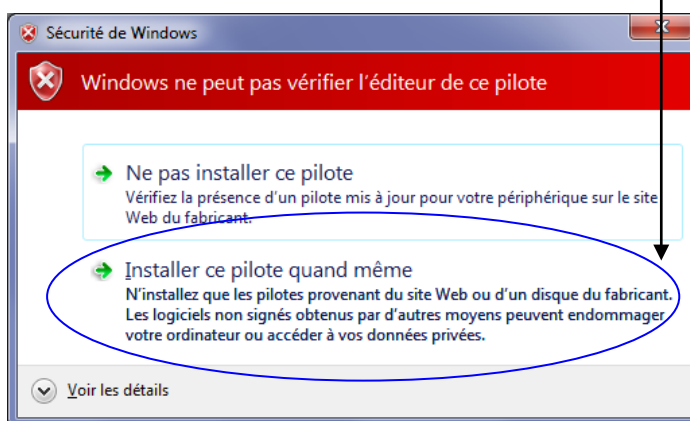 Sécurité de Windows
Windows ne peut pas vérifier l'éditeur de ce pilote
Ne pas installer ce pilote
Vérifiez la présence d'un pilote mis à jour pour votre périphérique sur le site
Web du fabricant.
Installer ce pilote quand même
N'installez que les pilotes provenant du site Web ou d'un disque du fabricant.
Les logiciels non signés obtenus par d'autres moyens peuvent endommager
votre ordinateur ou accéder à vos données privées.
Voir les détails